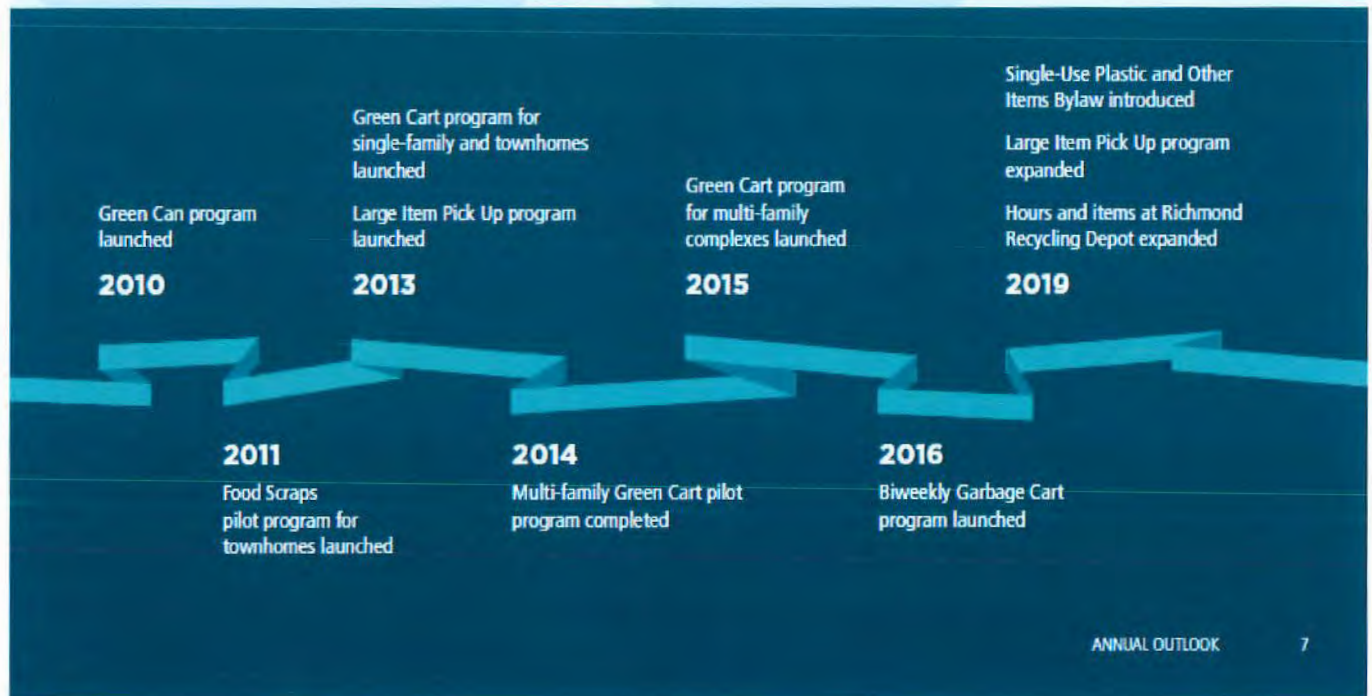 Green Can program
launched
2010
2011
Food Scraps
pilot program for
townhomes launched
Green Cart program for
single-family and townhomes
launched
Large Item Pick Up program
launched
2013
2014
Multi-family Green Cart pilot
program completed
Green Cart program
for multi-family
complexes launched
2015
2016
Biweekly Garbage Cart
program launched
Single-Use Plastic and Other
Items Bylaw introduced
Large Item Pick Up program
expanded
Hours and items at Richmond
Recycling Depot expanded
2019
ANNUAL OUTLOOK 7